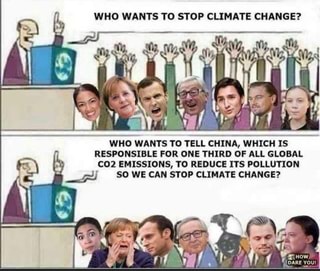 WHO WANTS TO STOP CLIMATE CHANGE?
WHO WANTS TO TELL CHINA, WHICH IS
RESPONSIBLE FOR ONE THIRD OF ALL GLOBAL
CO2 EMISSIONS, TO REDUCE ITS POLLUTION
SO WE CAN STOP CLIMATE CHANGE?
HOW
DARE YOU!